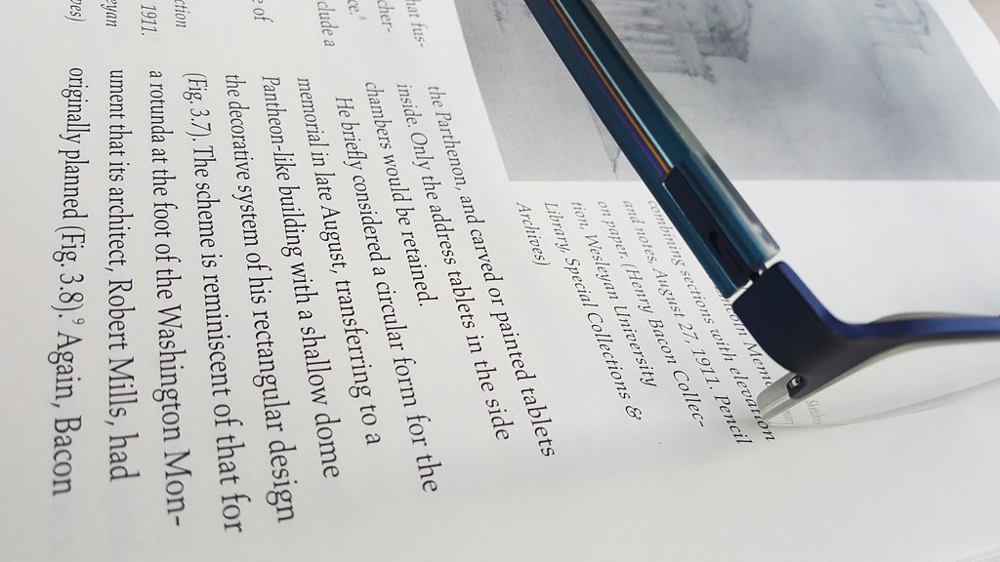 hat fus-
cher-
ce.⁸
clude a
e of
ction
1911.
eyan
ves)
combining sections with elevation
and notes, August 27, 1911. Pencil
on paper. (Henry Bacon Collec-
tion, Wesleyan University
Library, Special Collections &
Archives)
the Parthenon, and carved or painted tablets
inside. Only the address tablets in the side
chambers would be retained.
He briefly considered a circular form for the
memorial in late August, transferring to a
Pantheon-like building with a shallow dome
the decorative system of his rectangular design
(Fig. 3.7). The scheme is reminiscent of that for
a rotunda at the foot of the Washington Mon-
ument that its architect, Robert Mills, had
originally planned (Fig. 3.8).⁹ Again, Bacon